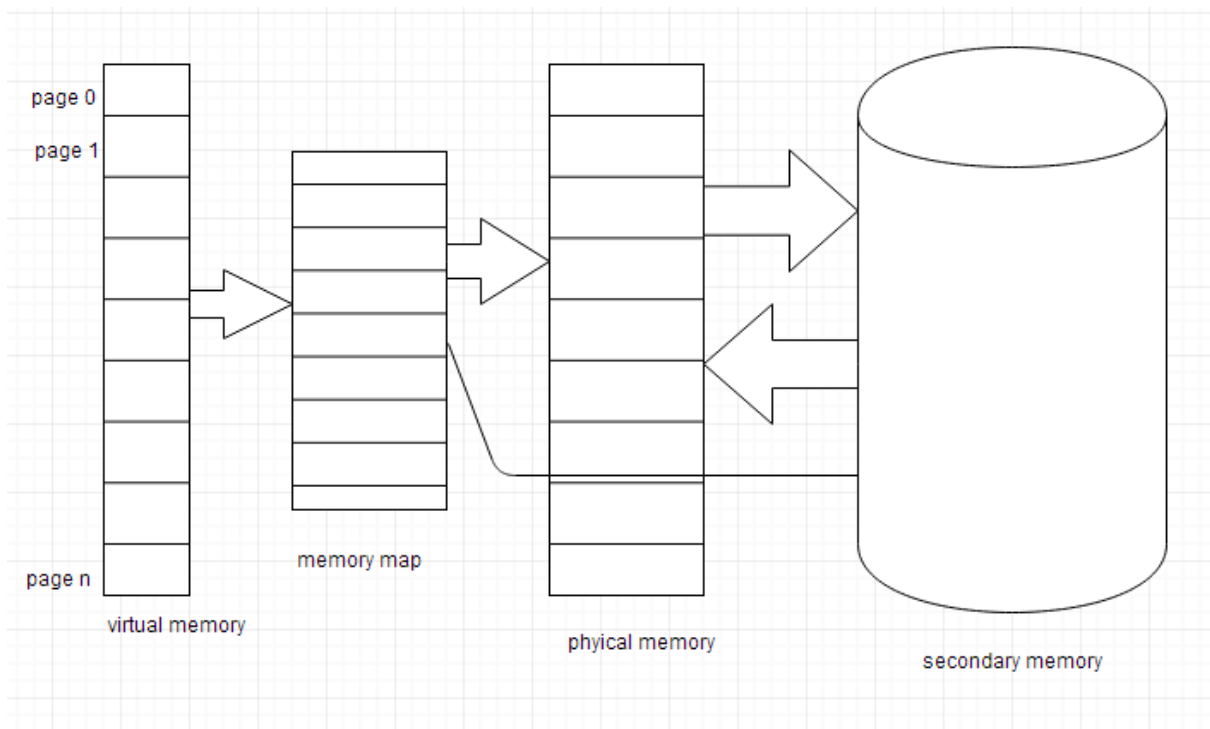 page 0
page 1
page n
virtual memory
memory map
phyical memory
secondary memory